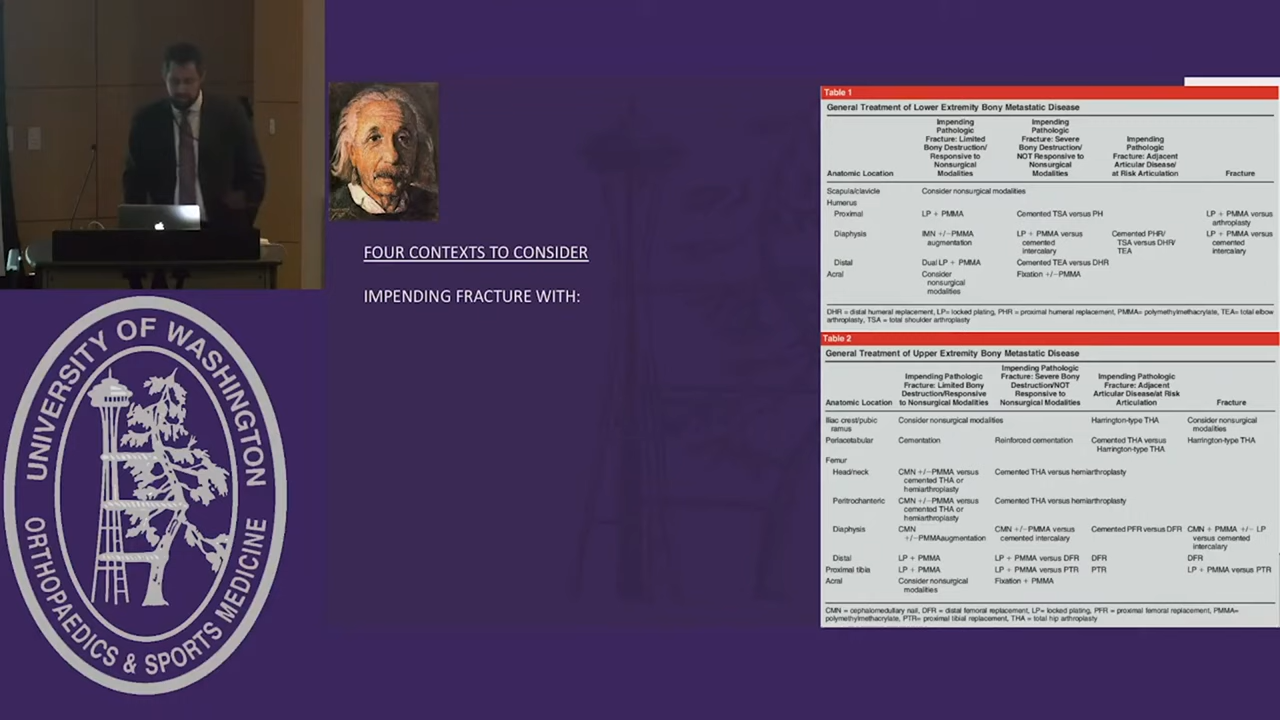 FOUR CONTEXTS TO CONSIDER
IMPENDING FRACTURE WITH:
UNIVERSITY OF WASHINGTON
ORTHOPAEDICS & SPORTS MEDICINE
Table 1
General Treatment of Lower Extremity Bony Metastatic Disease
Anatomic Location
Impending
Pathologic
Fracture: Limited
Bony Destruction/
Responsive to
Nonsurgical
Modalities
Impending
Pathologic
Fracture: Severe
Bony Destruction/
NOT Responsive to
Nonsurgical
Modalities
Impending
Pathologic
Fracture: Adjacent
Articular Disease/
at Risk Articulation
Fracture
Scapula/clavicle
Consider nonsurgical modalities
Humerus
Proximal
LP + PMMA
Cemented TSA versus PH
LP + PMMA versus
arthroplasty
Diaphysis
IMN +/−PMMA
augmentation
LP + PMMA versus
cemented
intercalary
Cemented PHR/
TSA versus DHR/
TEA
LP + PMMA versus
cemented
intercalary
Distal
Dual LP + PMMA
Cemented TEA versus DHR
Acral
Consider
nonsurgical
modalities
Fixation +/−PMMA
DHR = distal humeral replacement, LP= locked plating, PHR = proximal humeral replacement, PMMA= polymethylmethacrylate, TEA= total elbow
arthroplasty, TSA = total shoulder arthroplasty
Table 2
General Treatment of Upper Extremity Bony Metastatic Disease
Anatomic Location
Impending Pathologic
Fracture: Limited Bony
Destruction/Responsive
to Nonsurgical Modalities
Impending Pathologic
Fracture: Severe Bony
Destruction/NOT
Responsive to
Nonsurgical Modalities
Impending Pathologic
Fracture: Adjacent
Articular Disease/at Risk
Articulation
Fracture
Iliac crest/pubic
ramus
Consider nonsurgical modalities
Harrington-type THA
Consider nonsurgical
modalities
Periacetabular
Cementation
Reinforced cementation
Cemented THA versus
Harrington-type THA
Harrington-type THA
Femur
Head/neck
CMN +/−PMMA versus
cemented THA or
hemiarthroplasty
Cemented THA versus hemiarthroplasty
Peritrochanteric
CMN +/−PMMA versus
cemented THA or
hemiarthroplasty
Cemented THA versus hemiarthroplasty
Diaphysis
CMN
+/−PMMAaugmentation
CMN +/−PMMA versus
cemented intercalary
Cemented PFR versus DFR
CMN + PMMA +/− LP
versus cemented
intercalary
Distal
LP + PMMA
LP + PMMA versus DFR
DFR
DFR
Proximal tibia
LP + PMMA
LP + PMMA versus PTR
PTR
LP + PMMA versus PTR
Acral
Consider nonsurgical
modalities
Fixation + PMMA
CMN = cephalomedullary nail, DFR = distal femoral replacement, LP= locked plating, PFR = proximal femoral replacement, PMMA=
polymethylmethacrylate, PTR= proximal tibial replacement, THA = total hip arthroplasty